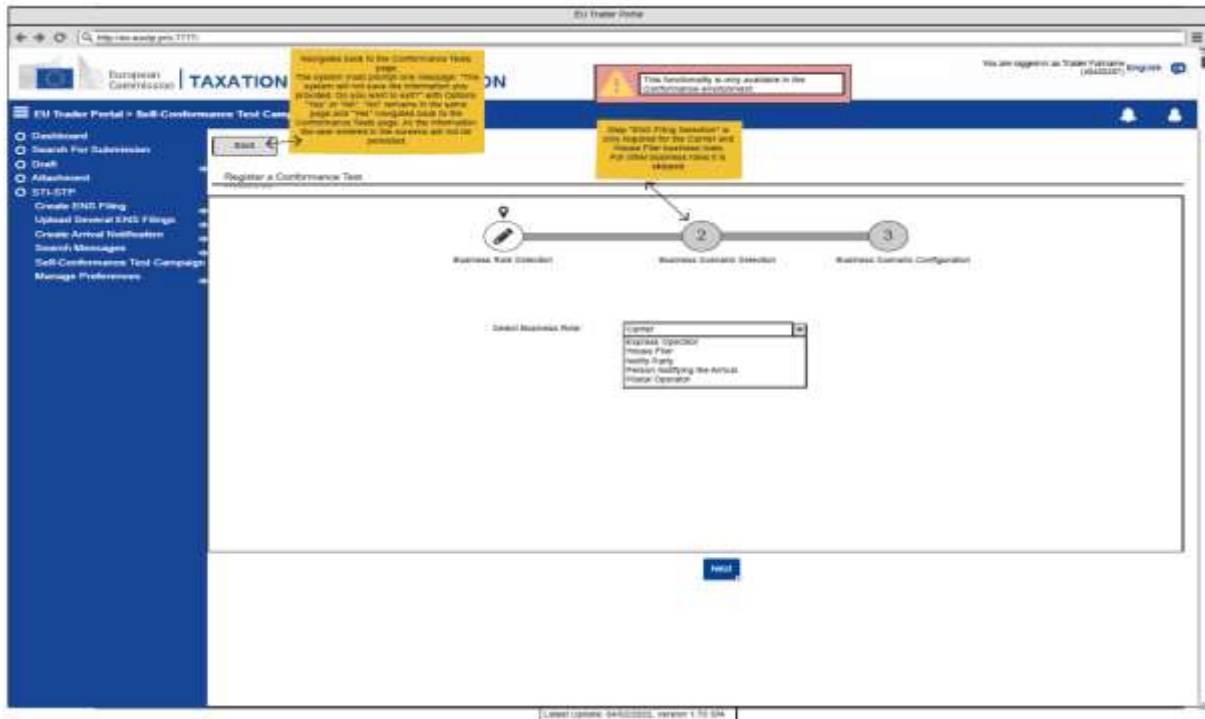 EU Trader Portal
European
Commission
TAXATION
ON
Navigates back to the Conformance Tests
page.
The system must prompt one message: "The
system will not save the information you
provided. Do you want to exit?" with Options
"Yes" or "No". "No" remains in the same
page and "Yes" navigates back to the
Conformance Tests page. All the information
the user entered in the screens will not be
This functionality is only available in the
Conformance environment
You are logged in as Trader Fullname
English
EU Trader Portal > Self-Conformance Test Camp
Dashboard
Search For Submission
Draft
Attachment
STI-STP
Create ENS Filing
Upload Several ENS Filings
Create Arrival Notification
Search Messages
Self-Conformance Test Campaign
Manage Preferences
Back
Step "ENS Filing Selection" is
only required for the Carrier and
House Filer business roles.
For other business roles it is
skipped
Register a Conformance Test
2
3
Business Role Selection
Business Scenario Selection
Business Scenario Configuration
Select Business Role
Carrier
Express Operator
House Filer
Notify Party
Person Notifying the Arrival
Postal Operator
Next